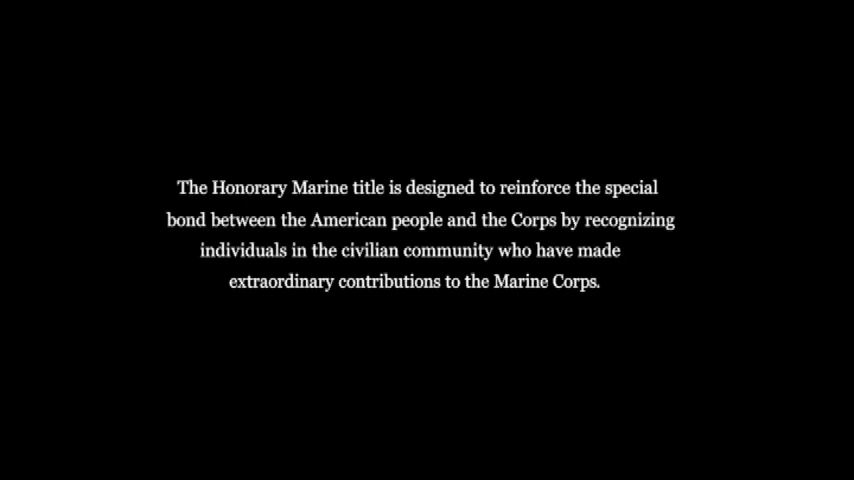 The Honorary Marine title is designed to reinforce the special
bond between the American people and the Corps by recognizing
individuals in the civilian community who have made
extraordinary contributions to the Marine Corps.